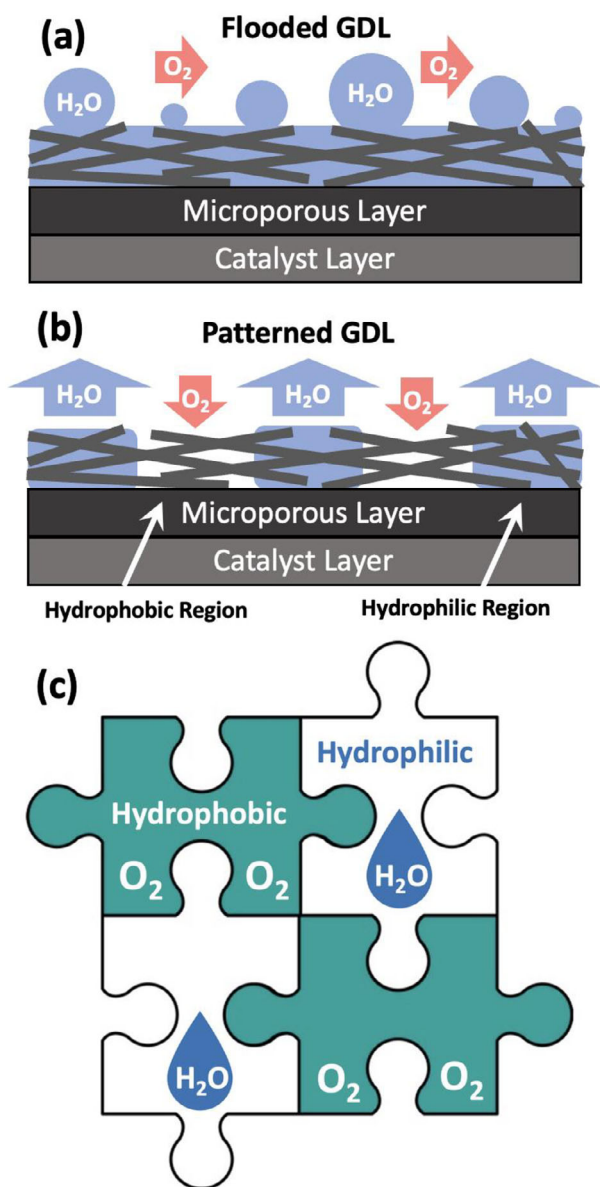 (a)
Flooded GDL
H₂O
O₂
H₂O
O₂
Microporous Layer
Catalyst Layer
(b)
Patterned GDL
H₂O
O₂
H₂O
O₂
H₂O
Microporous Layer
Catalyst Layer
Hydrophobic Region
Hydrophilic Region
(c)
Hydrophilic
Hydrophobic
O₂ O₂
H₂O
H₂O
O₂ O₂